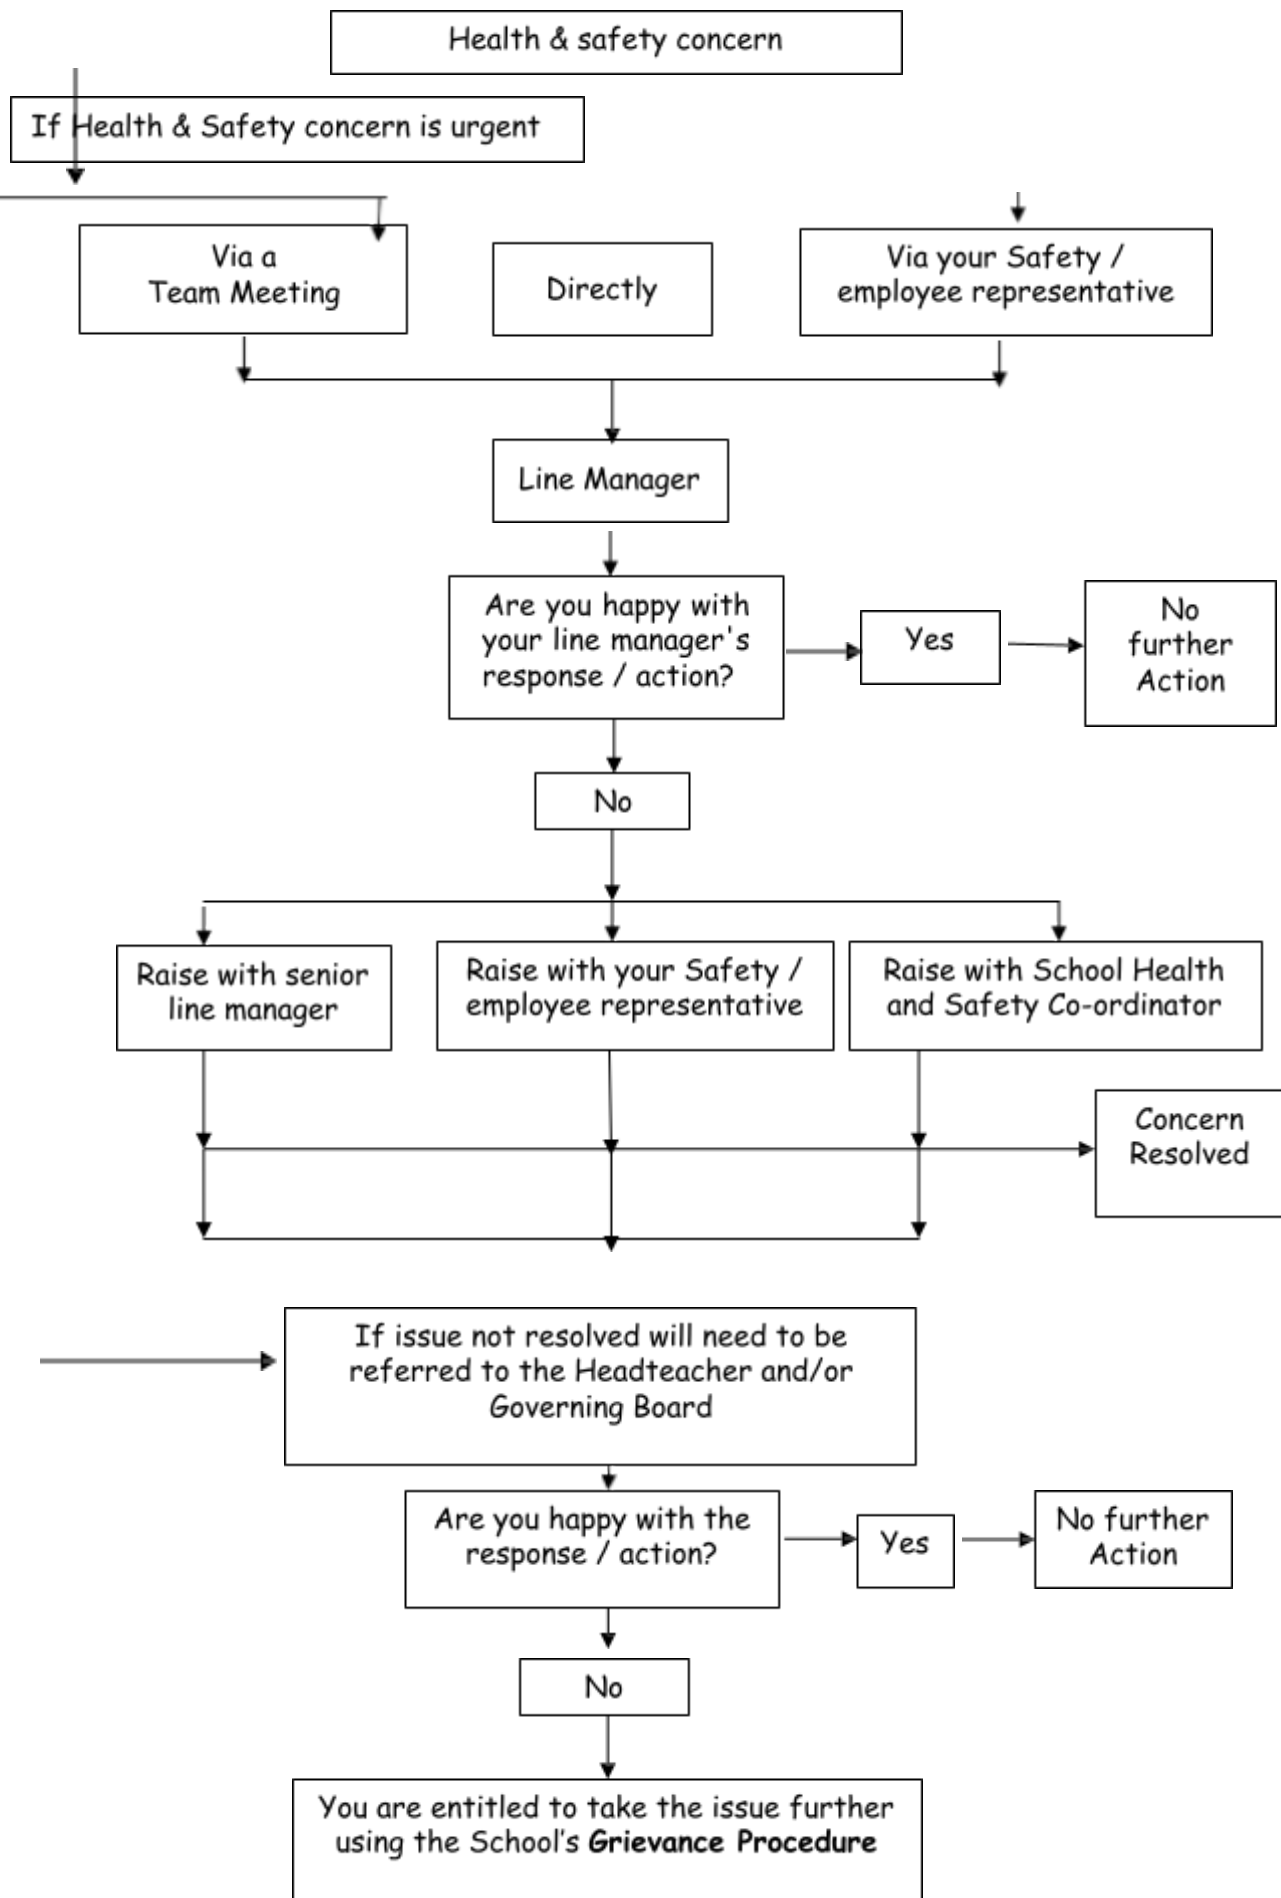 Health & safety concern
If Health & Safety concern is urgent
Via a
Team Meeting
Directly
Via your Safety /
employee representative
Line Manager
Are you happy with
your line manager's
response / action?
Yes
No
further
Action
No
Raise with senior
line manager
Raise with your Safety /
employee representative
Raise with School Health
and Safety Co-ordinator
Concern
Resolved
If issue not resolved will need to be
referred to the Headteacher and/or
Governing Board
Are you happy with the
response / action?
Yes
No further
Action
No
You are entitled to take the issue further
using the School's Grievance Procedure